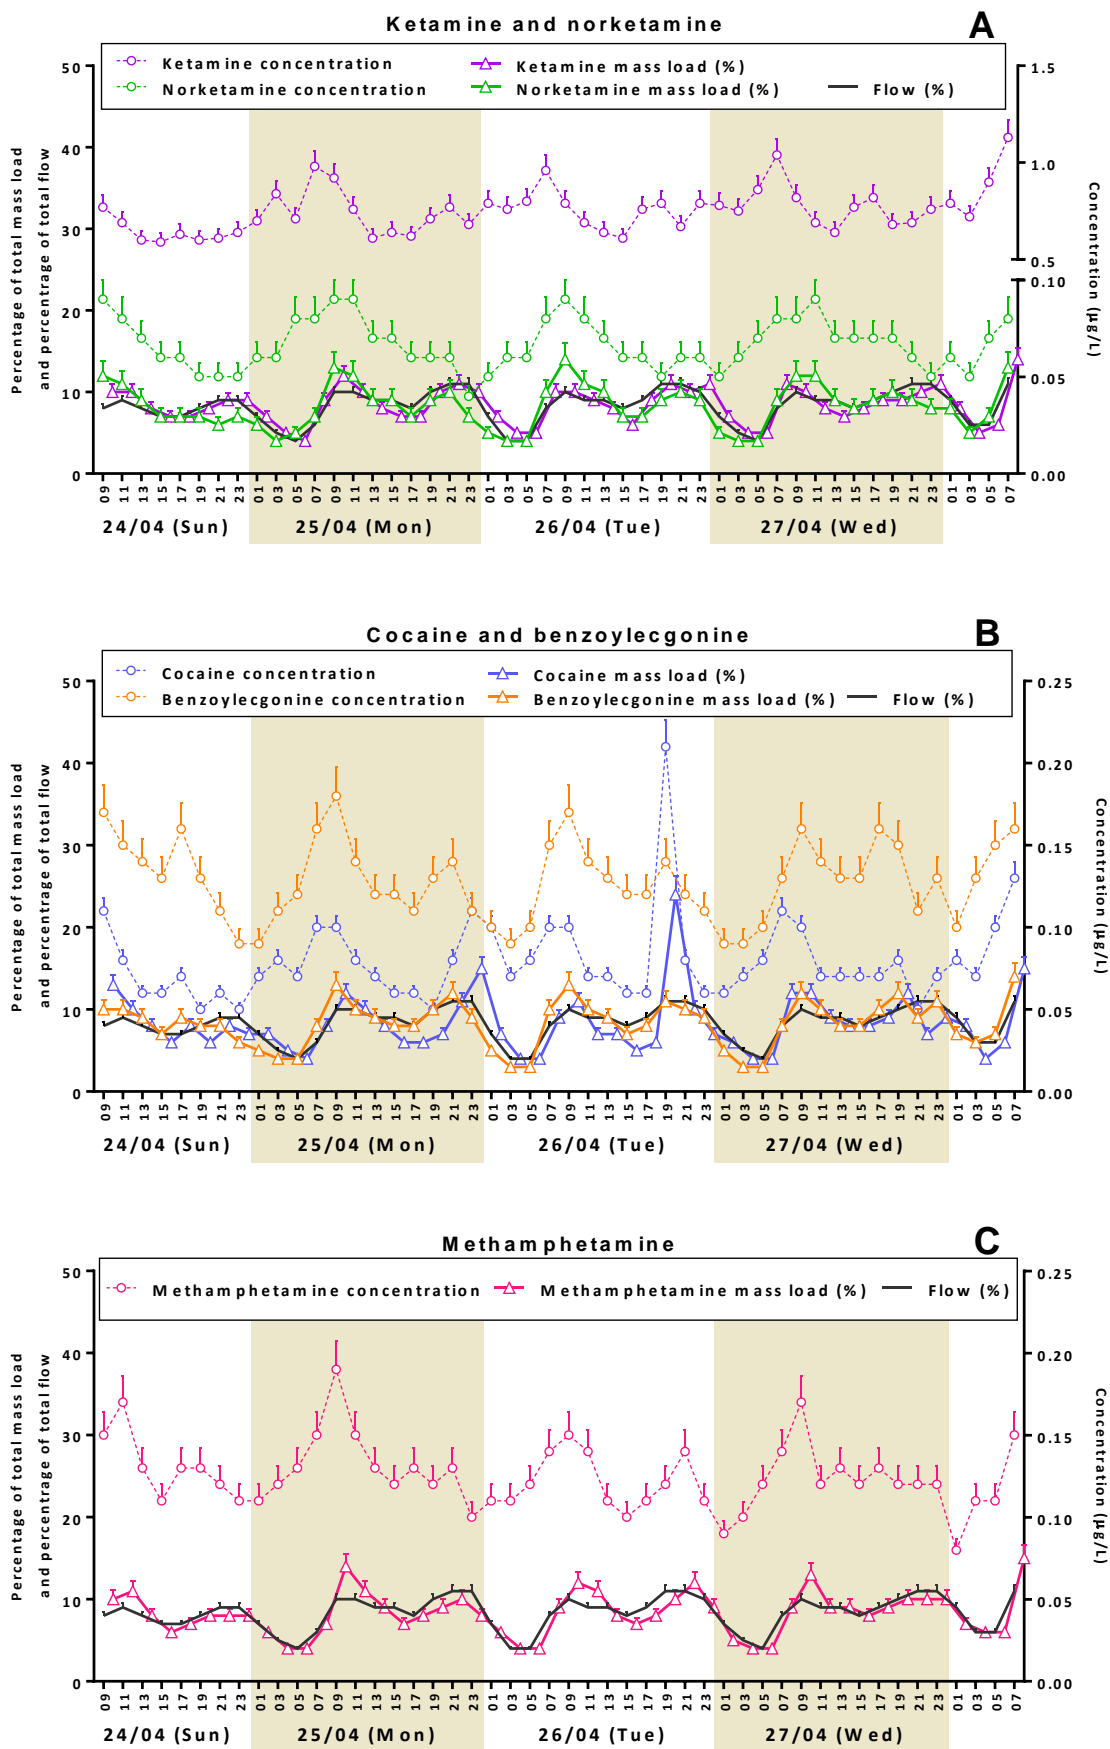 Ketamine and norketamine
A
Ketamine concentration
Ketamine mass load (%)
Norketamine concentration
Norketamine mass load (%)
Flow (%)
Percentage of total mass load
and percentrage of total flow
50
40
30
20
10
0
1.5
1.0
0.5
0.10
0.05
0.00
Concentration (µg/L)
09 11 13 15 17 19 21 23 01 03 05 07 09 11 13 15 17 19 21 23 01 03 05 07 09 11 13 15 17 19 21 23 01 03 05 07 09 11 13 15 17 19 21 23 01 03 05 07
24/04 (Sun) 25/04 (Mon) 26/04 (Tue) 27/04 (Wed)
Cocaine and benzoylecgonine
B
Cocaine concentration
Cocaine mass load (%)
Benzoylecgonine concentration
Benzoylecgonine mass load (%)
Flow (%)
Percentage of total mass load
and percentrage of total flow
50
40
30
20
10
0
0.25
0.20
0.15
0.10
0.05
0.00
Concentration (µg/L)
09 11 13 15 17 19 21 23 01 03 05 07 09 11 13 15 17 19 21 23 01 03 05 07 09 11 13 15 17 19 21 23 01 03 05 07 09 11 13 15 17 19 21 23 01 03 05 07
24/04 (Sun) 25/04 (Mon) 26/04 (Tue) 27/04 (Wed)
Methamphetamine
C
Methamphetamine concentration
Methamphetamine mass load (%)
Flow (%)
Percentage of total mass load
and percentrage of total flow
50
40
30
20
10
0
0.25
0.20
0.15
0.10
0.05
0.00
Concentration (µg/L)
09 11 13 15 17 19 21 23 01 03 05 07 09 11 13 15 17 19 21 23 01 03 05 07 09 11 13 15 17 19 21 23 01 03 05 07 09 11 13 15 17 19 21 23 01 03 05 07
24/04 (Sun) 25/04 (Mon) 26/04 (Tue) 27/04 (Wed)